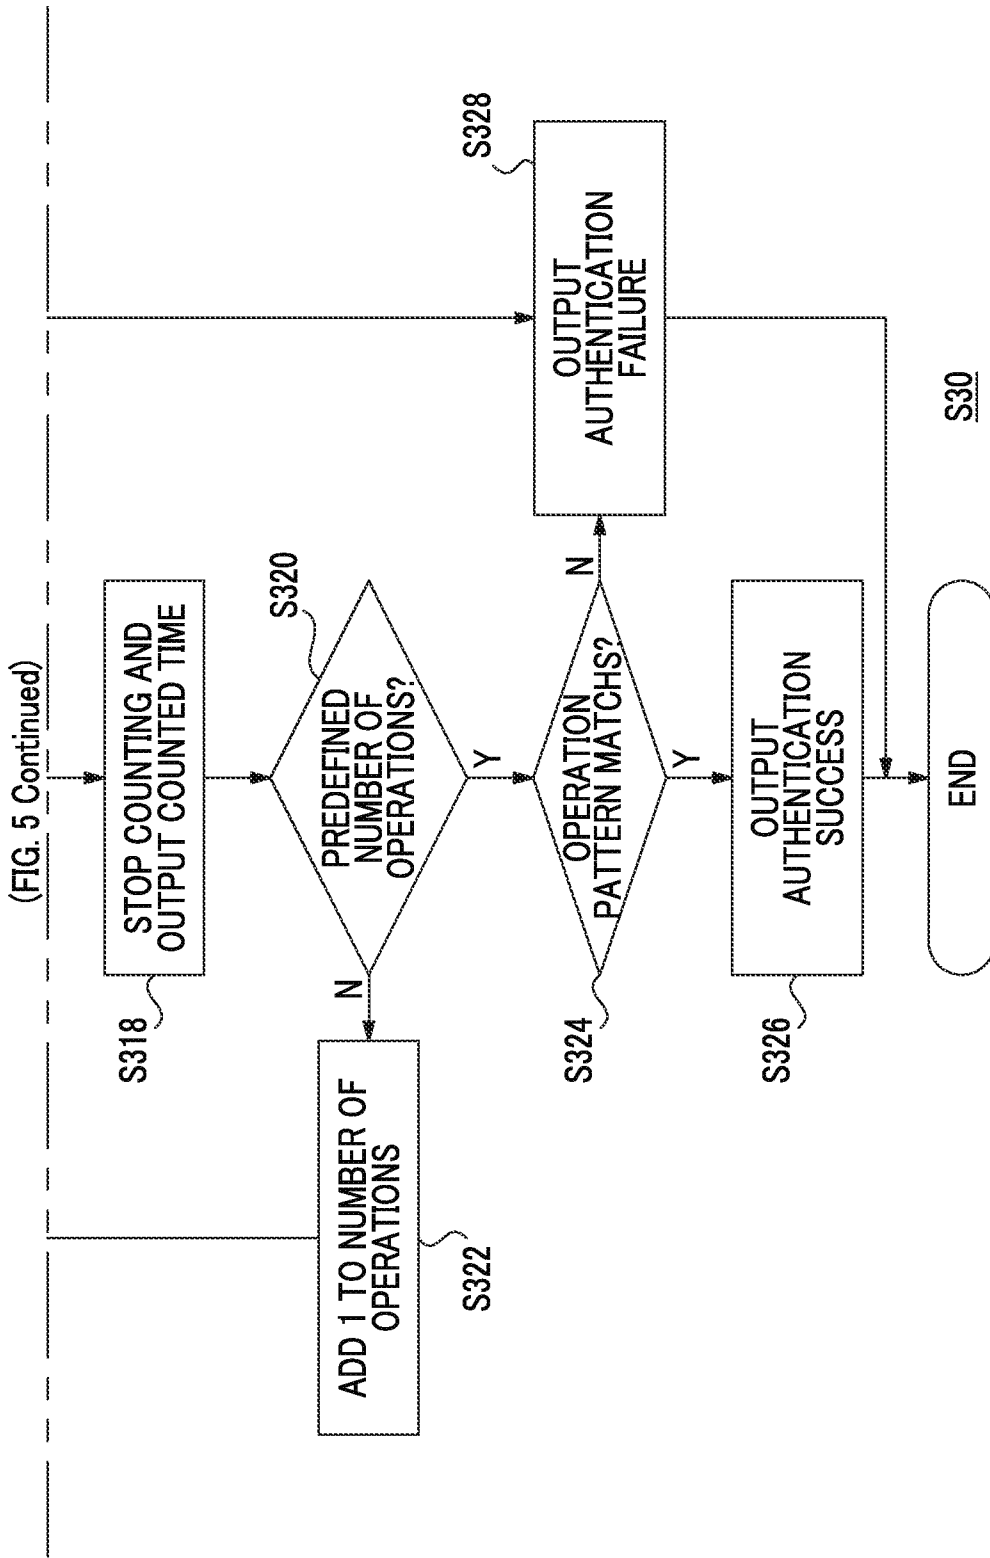 (FIG. 5 Continued)
S318
STOP COUNTING AND
OUTPUT COUNTED TIME
S320
PREDEFINED
NUMBER OF
OPERATIONS?
N
Y
ADD 1 TO NUMBER OF
OPERATIONS
S322
S324
OPERATION
PATTERN MATCHS?
N
Y
S328
OUTPUT
AUTHENTICATION
FAILURE
S326
OUTPUT
AUTHENTICATION
SUCCESS
END
S30